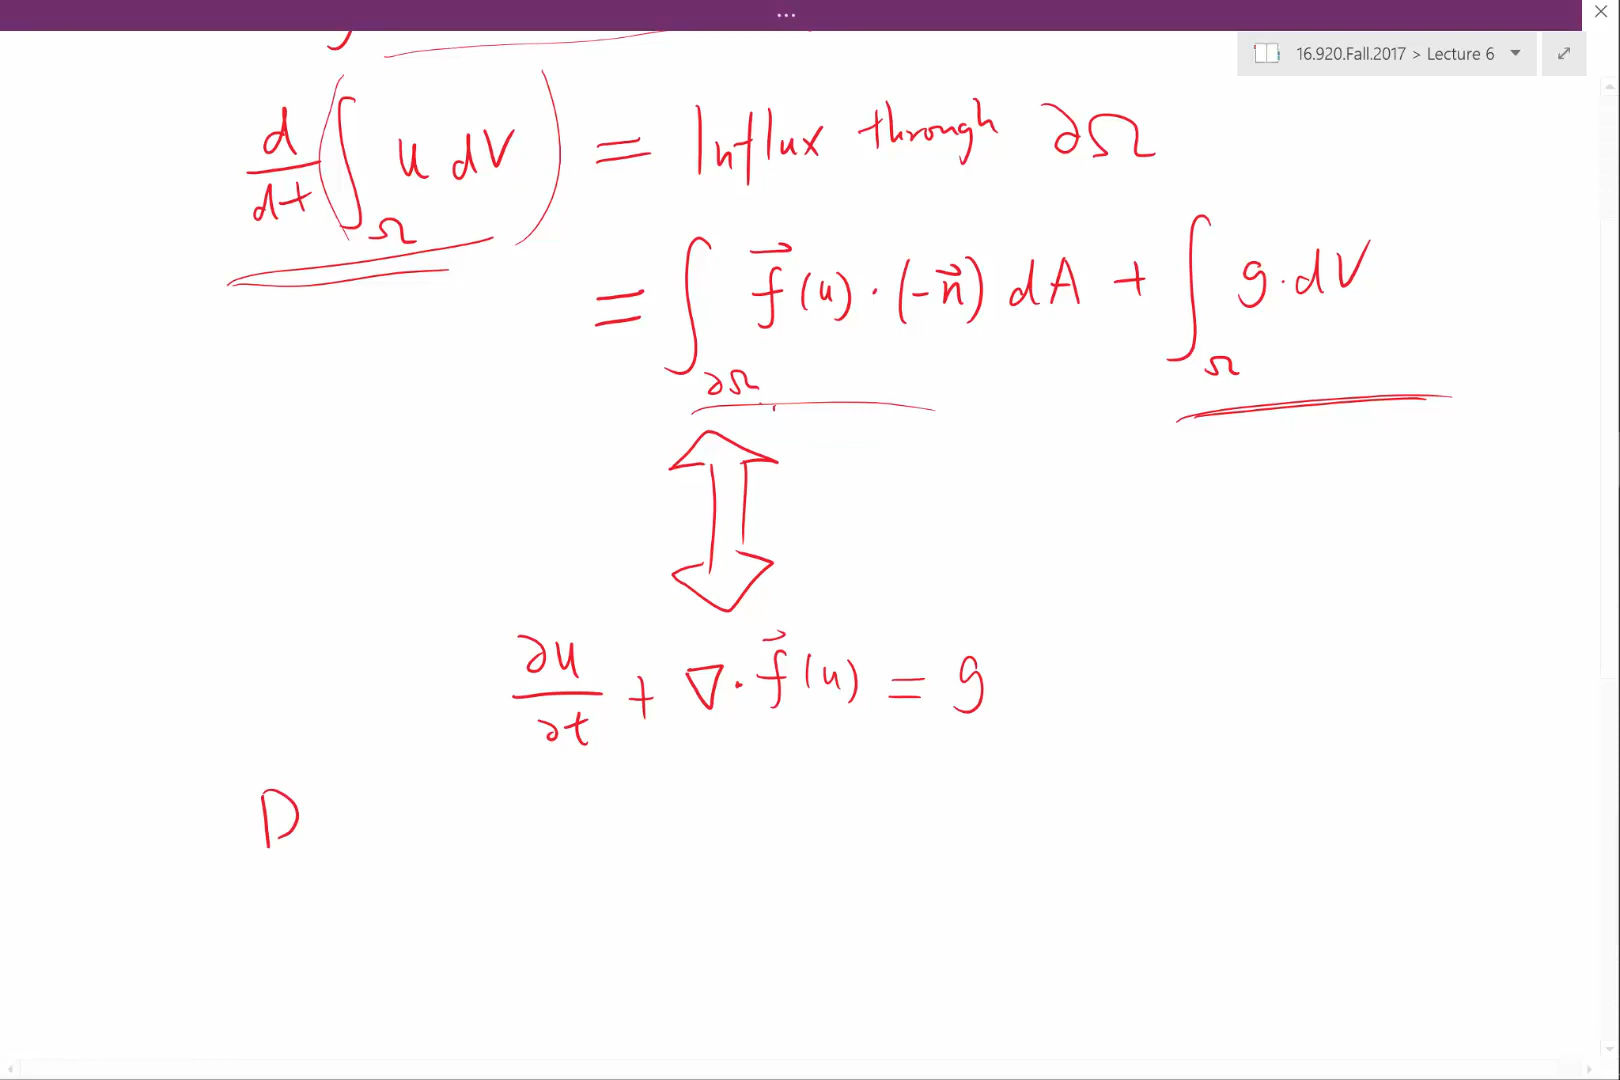 16.920.Fall.2017 > Lecture 6
d/dt (∫_Ω u dV) = Influx through ∂Ω
= ∫_∂Ω f⃗(u)·(-n⃗) dA + ∫_Ω g·dV
∂u/∂t + ∇·f⃗(u) = g
D